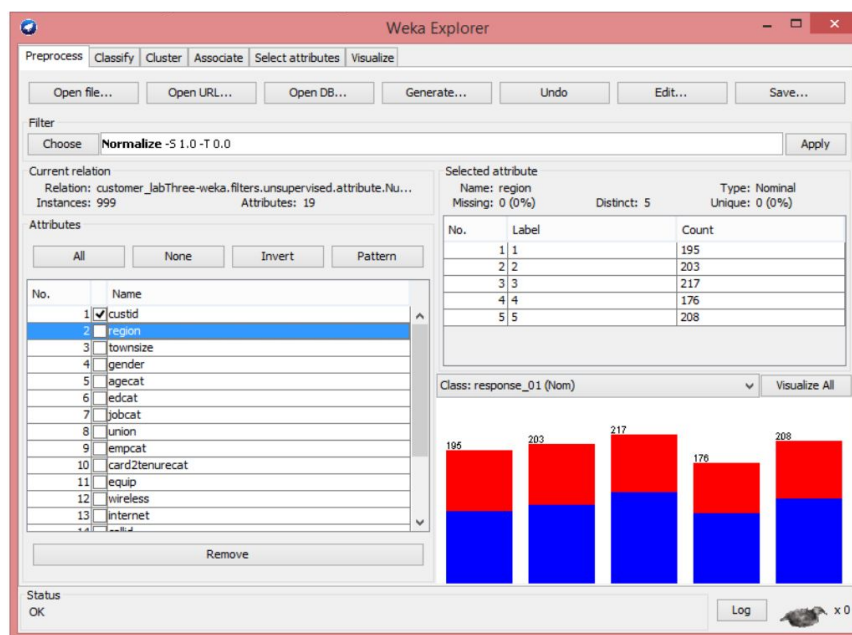 Weka Explorer
Preprocess Classify Cluster Associate Select attributes Visualize
Open file... Open URL... Open DB... Generate... Undo Edit... Save...
Filter
Choose Normalize -S 1.0 -T 0.0 Apply
Current relation
Relation: customer_labThree-weka.filters.unsupervised.attribute.Nu...
Instances: 999 Attributes: 19
Attributes
All None Invert Pattern
No. Name
1 custid
2 region
3 townsize
4 gender
5 agecat
6 edcat
7 jobcat
8 union
9 empcat
10 card2tenurecat
11 equip
12 wireless
13 internet
Remove
Selected attribute
Name: region Type: Nominal
Missing: 0 (0%) Distinct: 5 Unique: 0 (0%)
No. Label Count
1 1 195
2 2 203
3 3 217
4 4 176
5 5 208
Class: response_01 (Nom) Visualize All
195 203 217 176 208
Status
OK
Log x 0